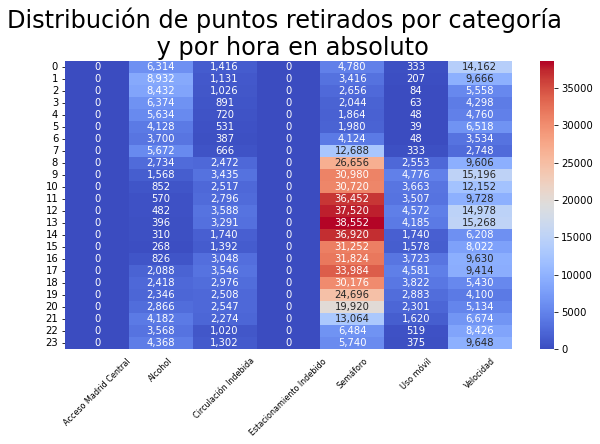 Distribución de puntos retirados por categoría
y por hora en absoluto
0 0 6,314 1,416 0 4,780 333 14,162
1 0 8,932 1,131 0 3,416 207 9,666
2 0 8,432 1,026 0 2,656 84 5,558
3 0 6,374 891 0 2,044 63 4,298
4 0 5,634 720 0 1,864 48 4,760
5 0 4,128 531 0 1,980 39 6,518
6 0 3,700 387 0 4,124 48 3,534
7 0 5,672 666 0 12,688 333 2,748
8 0 2,734 2,472 0 26,656 2,553 9,606
9 0 1,568 3,435 0 30,980 4,776 15,196
10 0 852 2,517 0 30,720 3,663 12,152
11 0 570 2,796 0 36,452 3,507 9,728
12 0 482 3,588 0 37,520 4,572 14,978
13 0 396 3,291 0 38,552 4,185 15,268
14 0 310 1,740 0 36,920 1,740 6,208
15 0 268 1,392 0 31,252 1,578 8,022
16 0 826 3,048 0 31,824 3,723 9,630
17 0 2,088 3,546 0 33,984 4,581 9,414
18 0 2,418 2,976 0 30,176 3,822 5,430
19 0 2,346 2,508 0 24,696 2,883 4,100
20 0 2,866 2,547 0 19,920 2,301 5,134
21 0 4,182 2,274 0 13,064 1,620 6,674
22 0 3,568 1,020 0 6,484 519 8,426
23 0 4,368 1,302 0 5,740 375 9,648
Acceso Madrid Central
Alcohol
Circulación Indebida
Estacionamiento Indebido
Semáforo
Uso móvil
Velocidad
35000
30000
25000
20000
15000
10000
5000
0